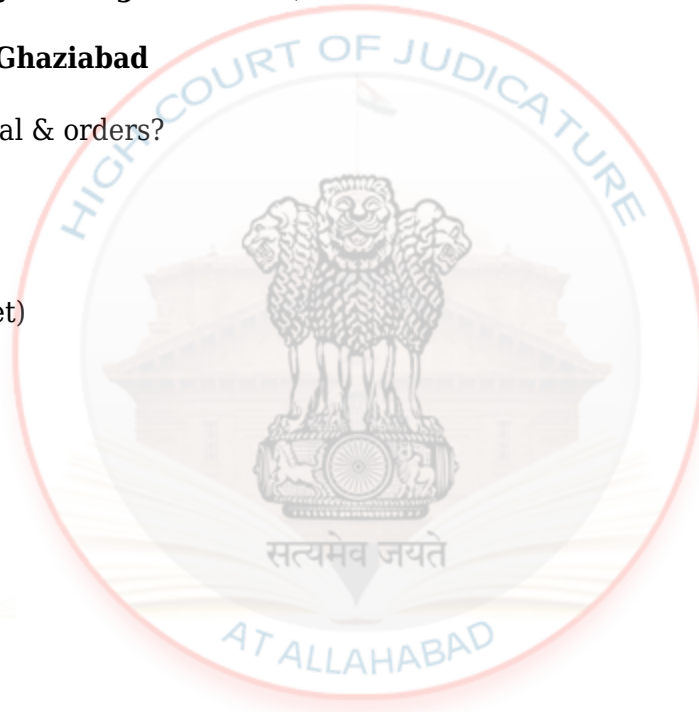 Ghaziabad
al & orders?
et)
HIGH COURT OF JUDICATURE
सत्यमेव जयते
AT ALLAHABAD